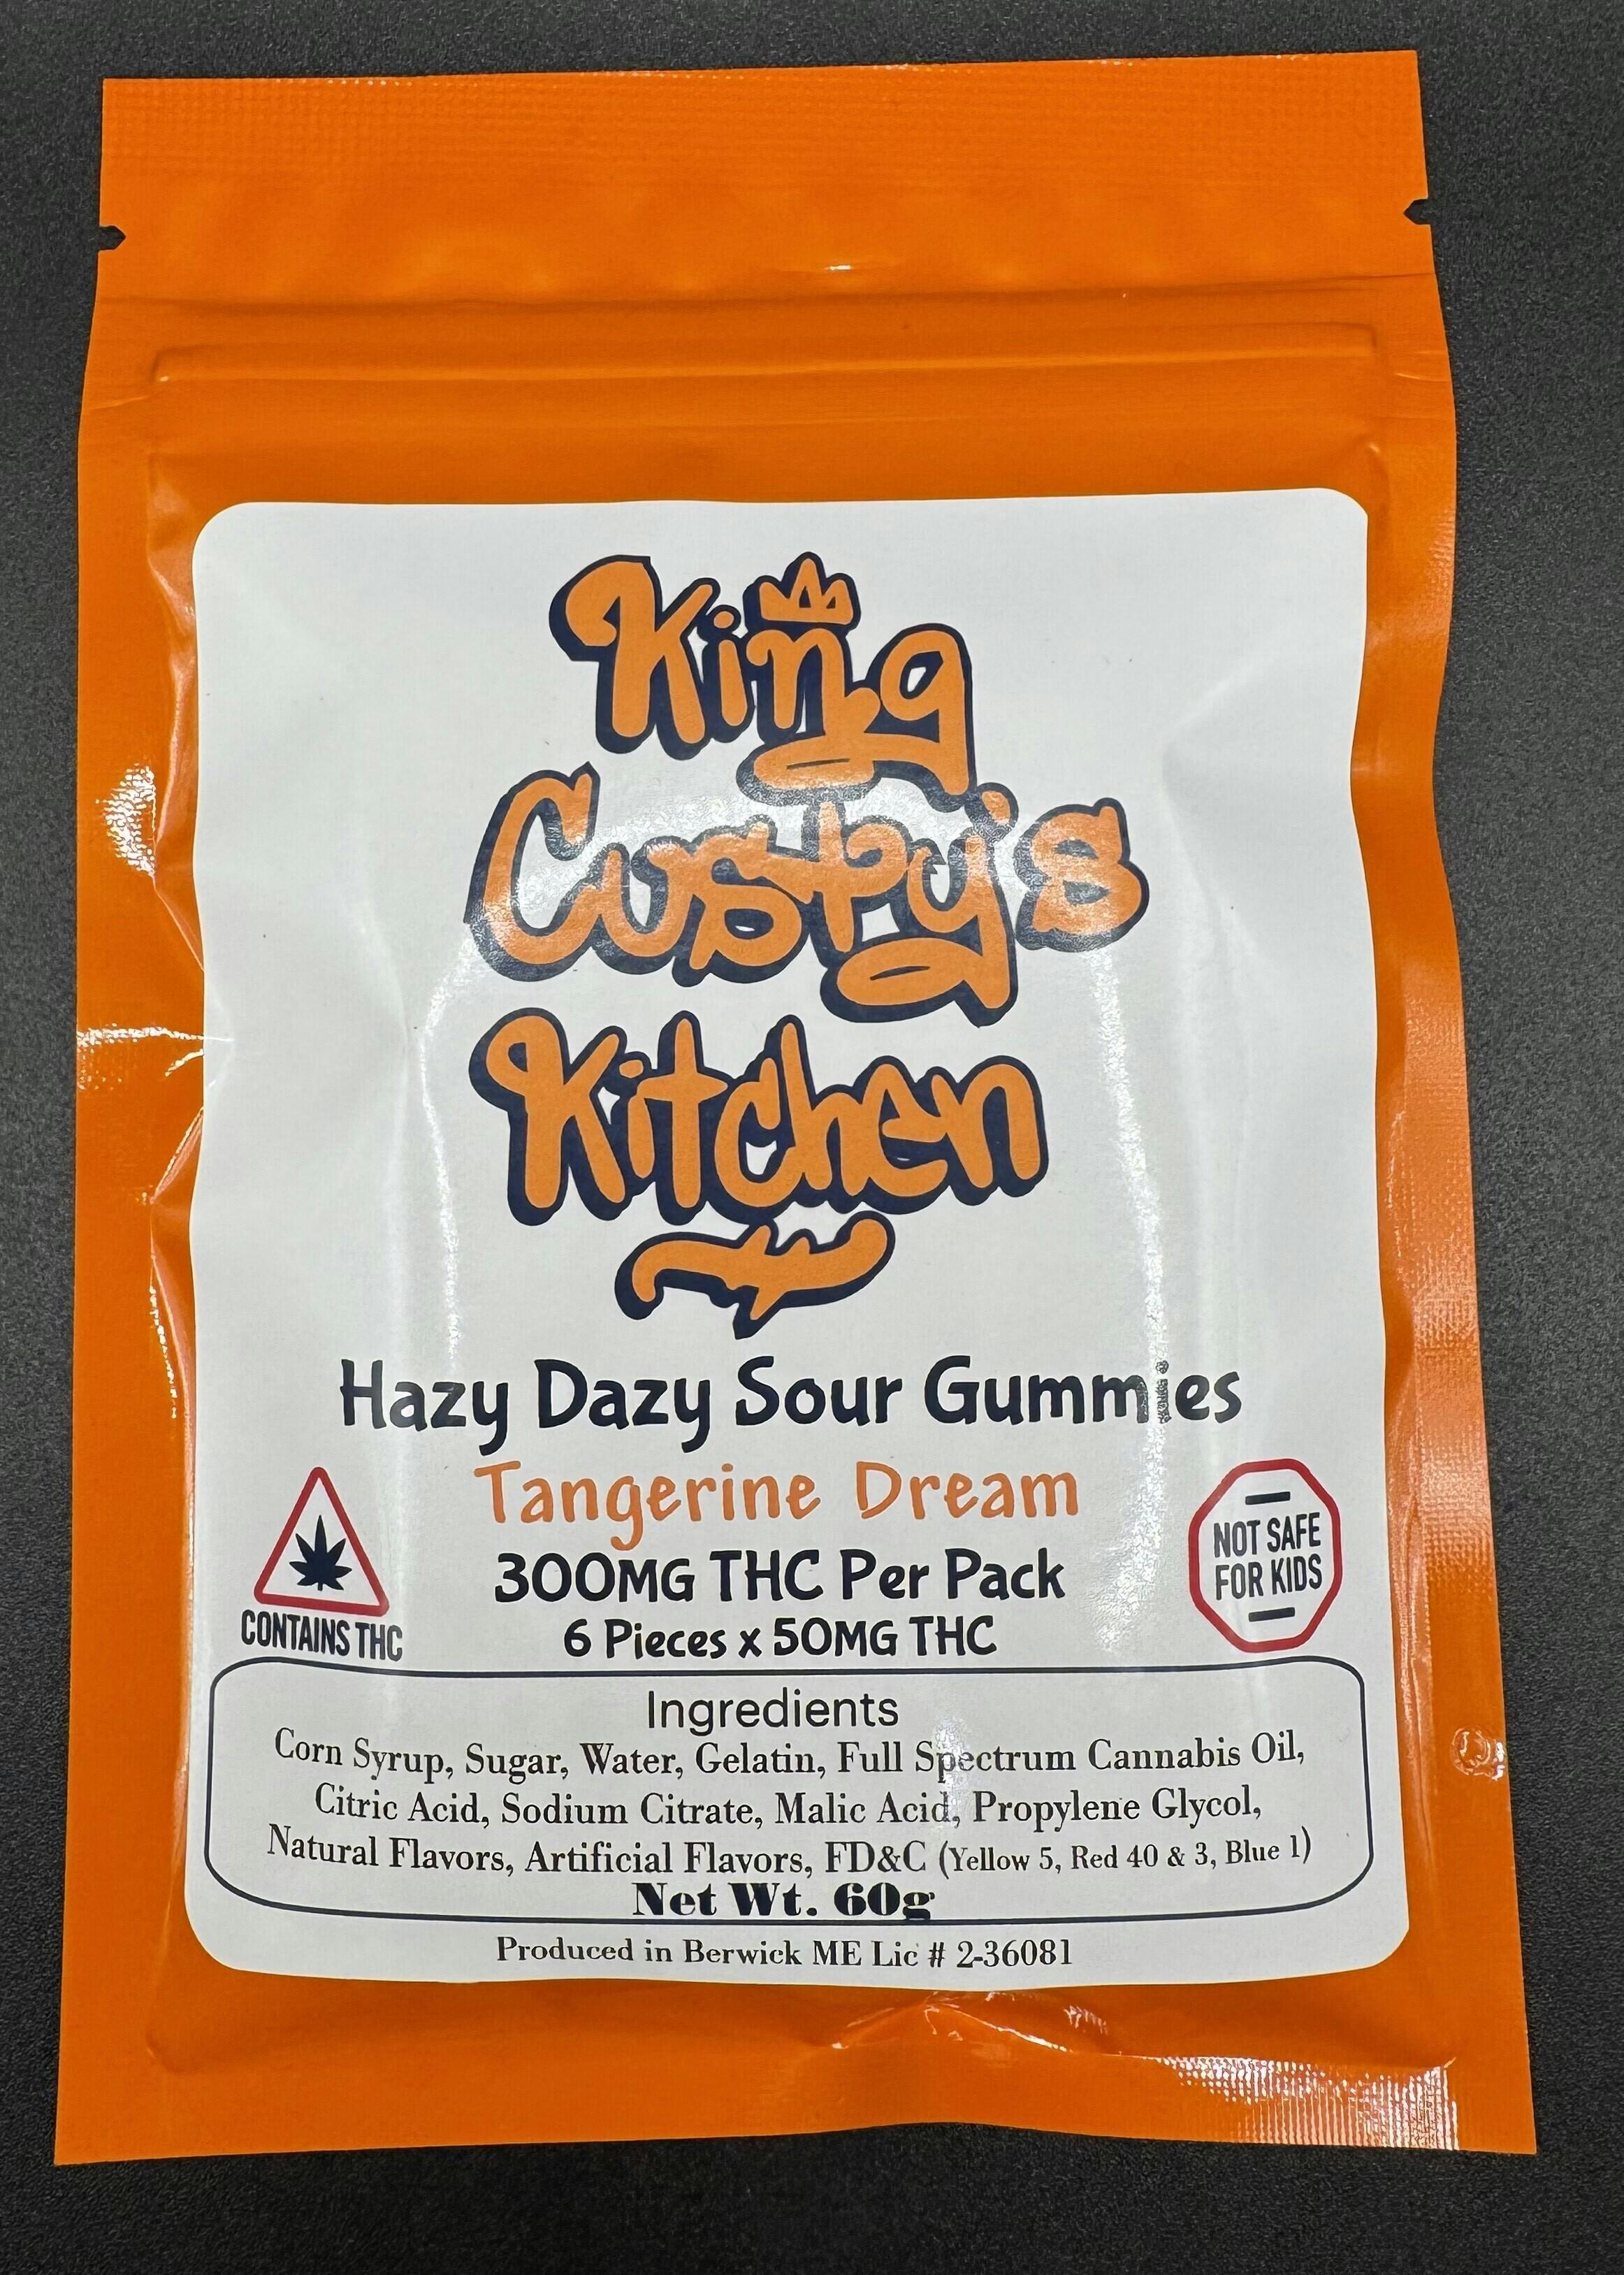 King
Custy's
Kitchen
Hazy Dazy Sour Gummies
Tangerine Dream
300MG THC Per Pack
6 Pieces x 50MG THC
CONTAINS THC
NOT SAFE
FOR KIDS
Ingredients
Corn Syrup, Sugar, Water, Gelatin, Full Spectrum Cannabis Oil,
Citric Acid, Sodium Citrate, Malic Acid, Propylene Glycol,
Natural Flavors, Artificial Flavors, FD&C (Yellow 5, Red 40 & 3, Blue 1)
Net Wt. 60g
Produced in Berwick ME Lic # 2-36081